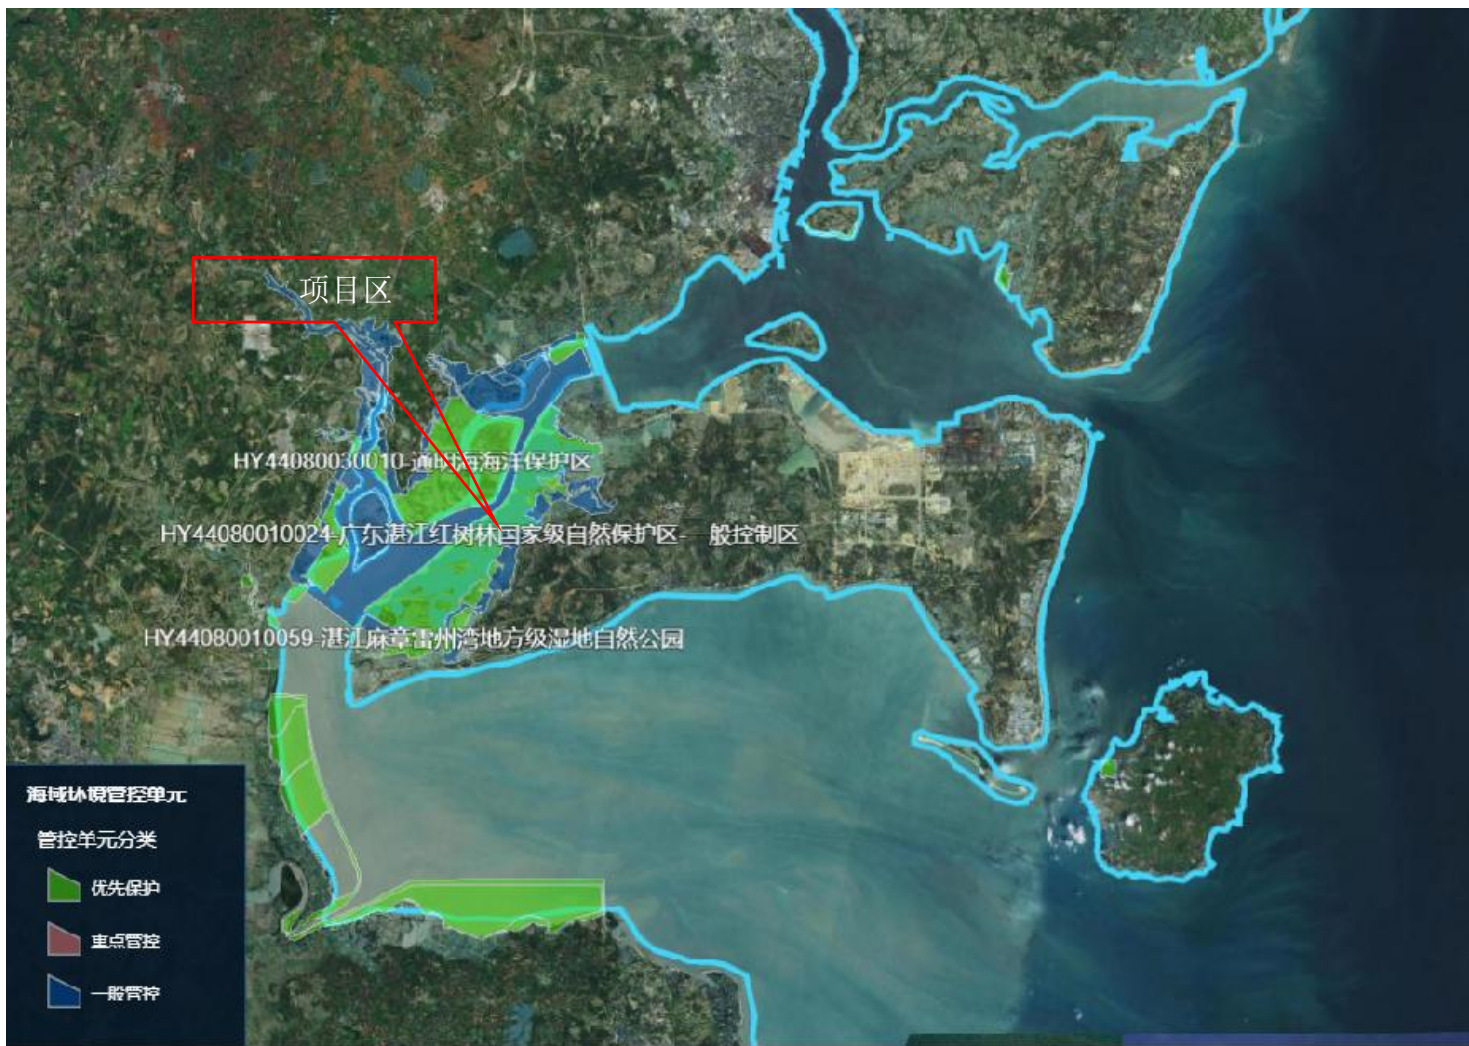 项目区
HY44080030010-通明海海洋保护区
HY44080010024-广东湛江红树林国家级自然保护区-一般控制区
HY44080010059-湛江麻章雷州湾地方级湿地自然公园
海域环境管控单元
管控单元分类
优先保护
重点管控
一般管控